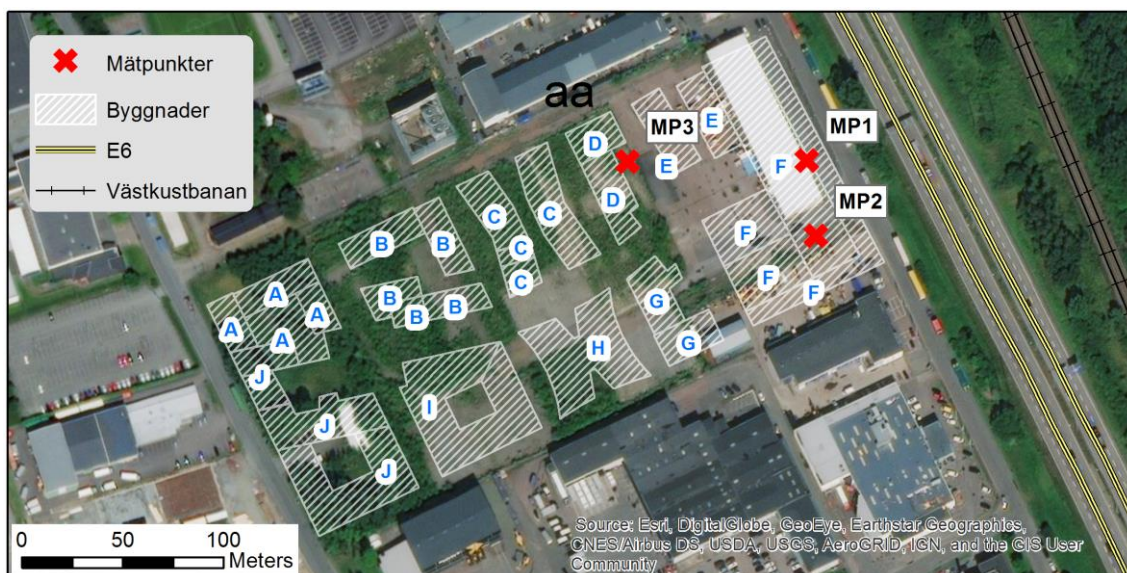 Mätpunkter
Byggnader
E6
Västkustbanan
aa
MP3
MP1
MP2
D
E
E
F
D
C
C
F
B
B
C
C
F
F
B
B
B
G
A
A
A
A
H
G
J
I
J
J
0 50 100
Meters
Source: Esri, DigitalGlobe, GeoEye, Earthstar Geographics,
CNES/Airbus DS, USDA, USGS, AeroGRID, IGN, and the GIS User
Community